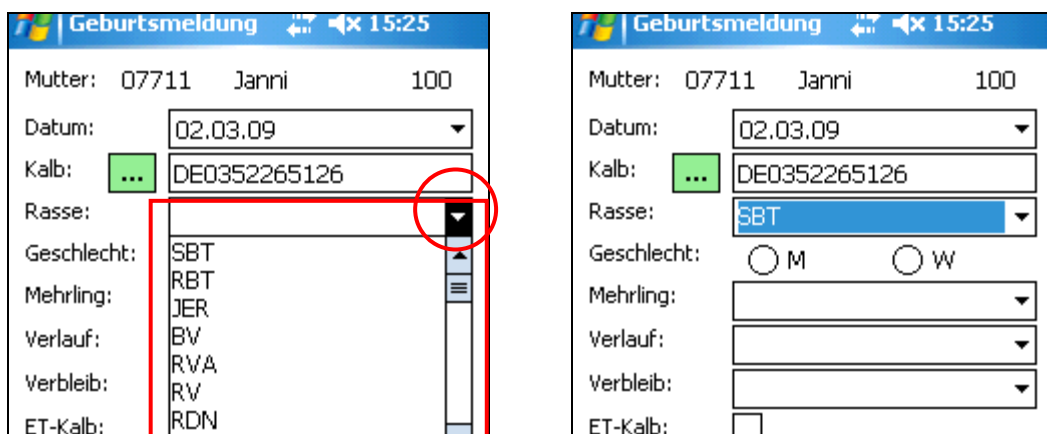 Geburtsmeldung 15:25
Mutter: 07711 Janni 100
Datum: 02.03.09
Kalb: ... DE0352265126
Rasse:
Geschlecht: SBT
RBT
Mehrling: JER
Verlauf: BV
RVA
Verbleib: RV
ET-Kalb: RDN
Geburtsmeldung 15:25
Mutter: 07711 Janni 100
Datum: 02.03.09
Kalb: ... DE0352265126
Rasse: SBT
Geschlecht: M W
Mehrling:
Verlauf:
Verbleib:
ET-Kalb: